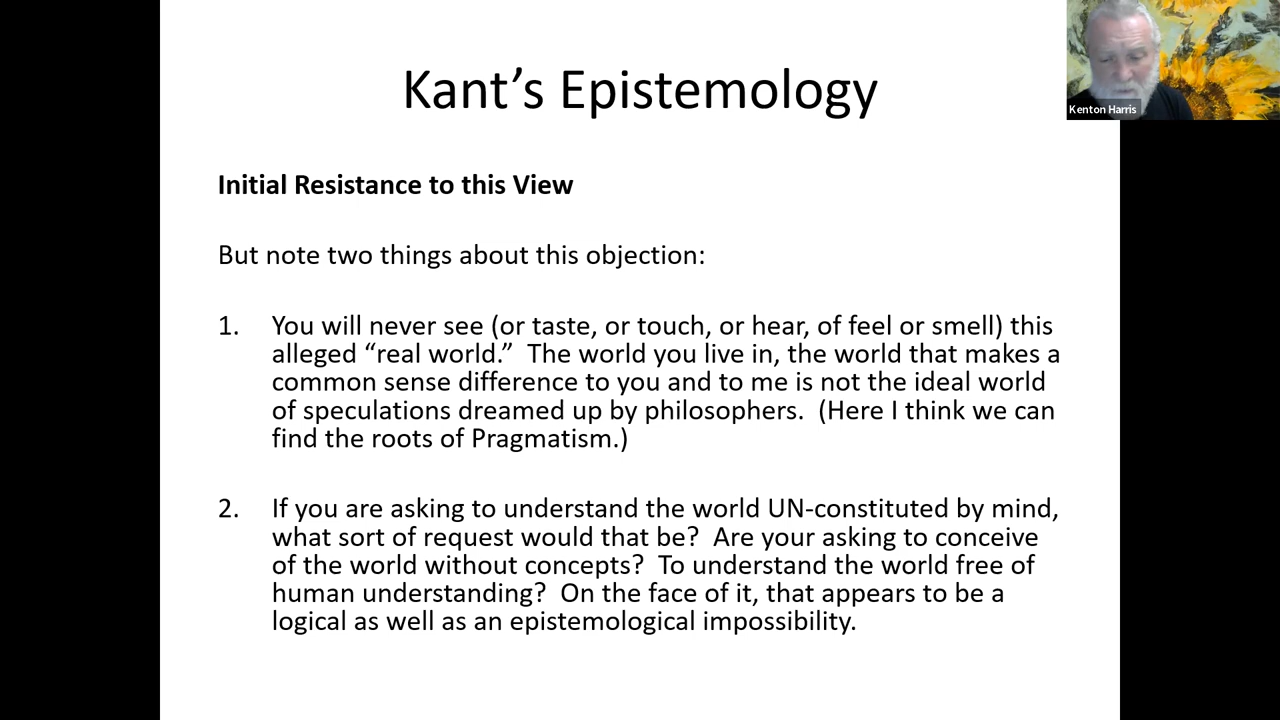 Kant’s Epistemology
Kenton Harris
Initial Resistance to this View
But note two things about this objection:
1. You will never see (or taste, or touch, or hear, of feel or smell) this
alleged “real world.” The world you live in, the world that makes a
common sense difference to you and to me is not the ideal world
of speculations dreamed up by philosophers. (Here I think we can
find the roots of Pragmatism.)
2. If you are asking to understand the world UN-constituted by mind,
what sort of request would that be? Are your asking to conceive
of the world without concepts? To understand the world free of
human understanding? On the face of it, that appears to be a
logical as well as an epistemological impossibility.